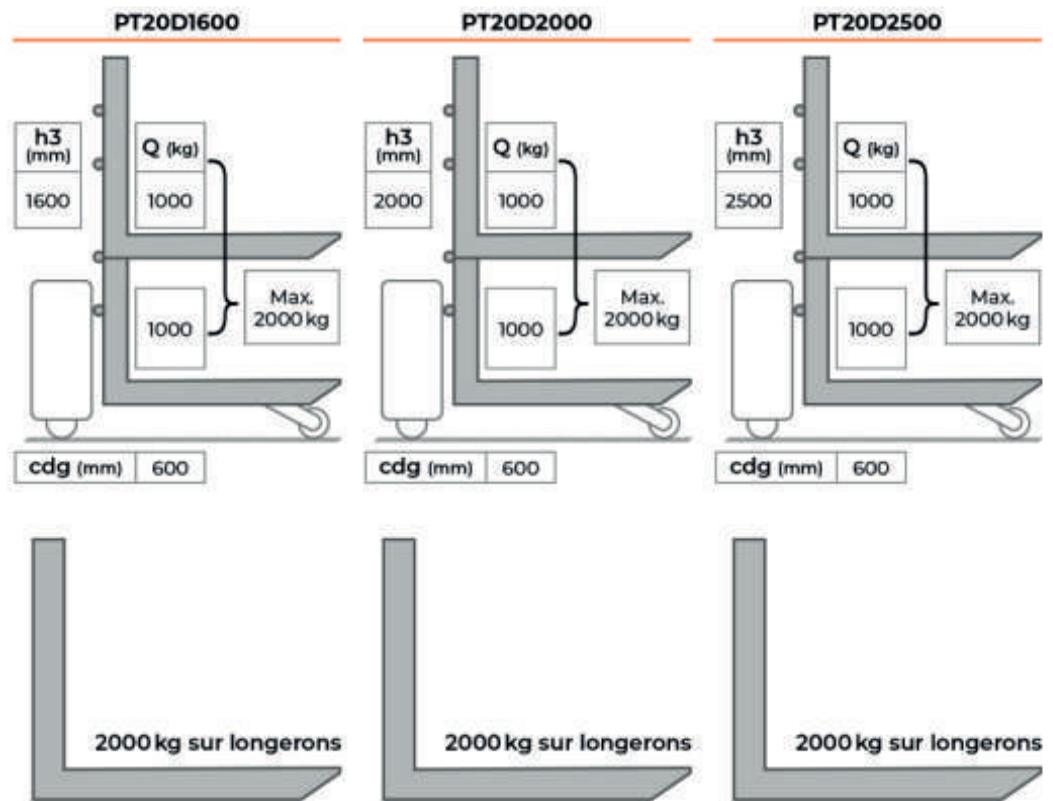 PT20D1600
h3
(mm)
1600
Q (kg)
1000
1000
Max.
2000 kg
cdg (mm) 600
2000 kg sur longerons
PT20D2000
h3
(mm)
2000
Q (kg)
1000
1000
Max.
2000 kg
cdg (mm) 600
2000 kg sur longerons
PT20D2500
h3
(mm)
2500
Q (kg)
1000
1000
Max.
2000 kg
cdg (mm) 600
2000 kg sur longerons